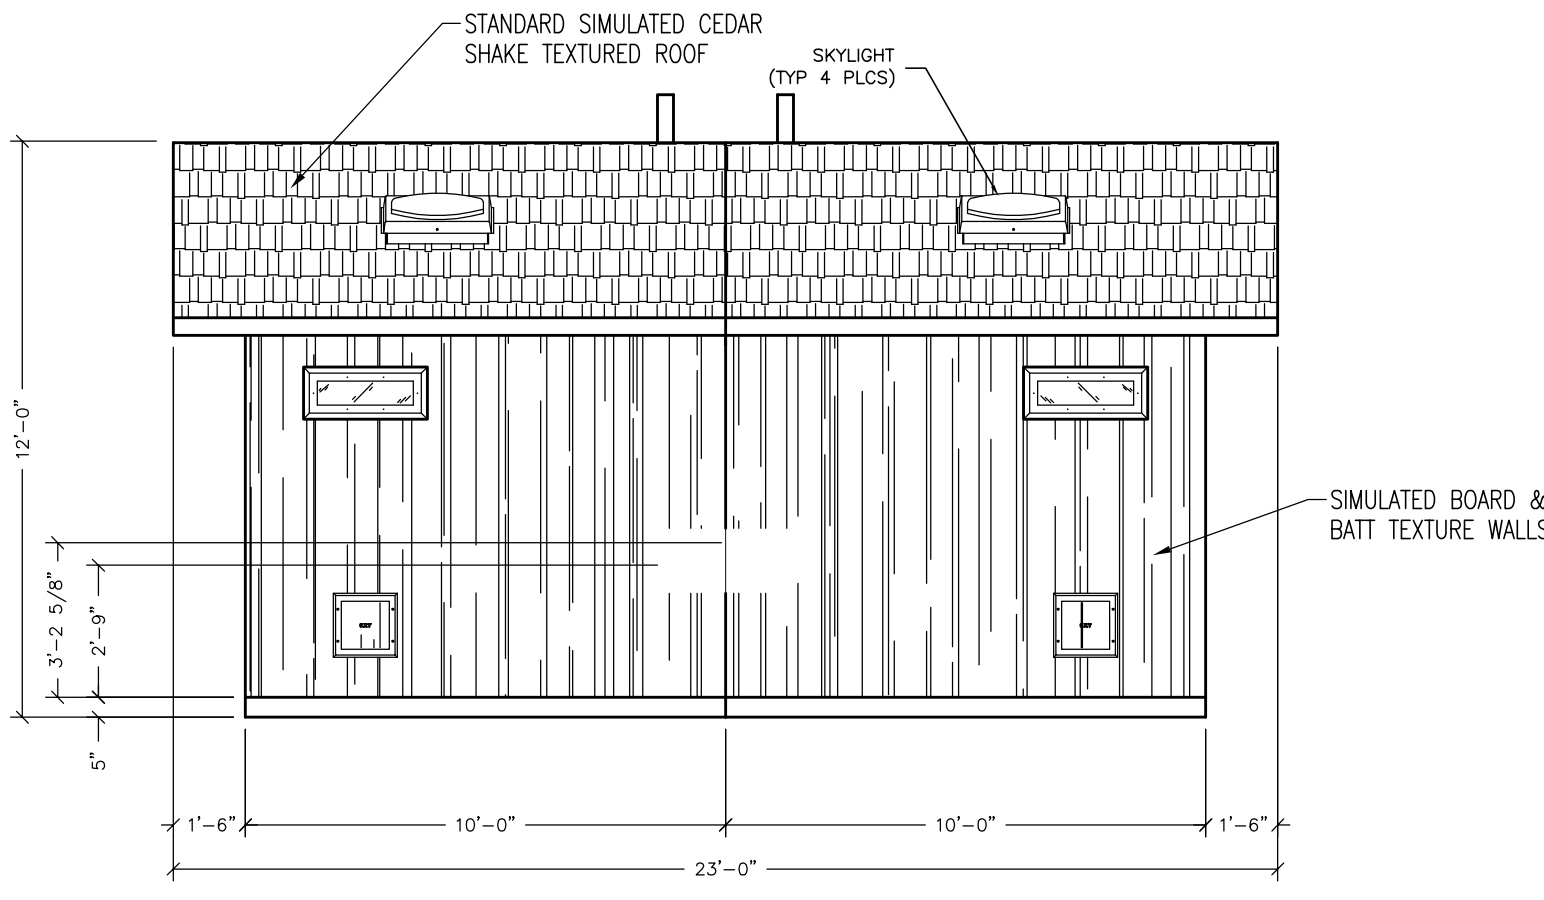 STANDARD SIMULATED CEDAR
SHAKE TEXTURED ROOF
SKYLIGHT
(TYP 4 PLCS)
12'-0"
SIMULATED BOARD &
BATT TEXTURE WALLS
3'-2 5/8"
2'-9"
5"
1'-6"
10'-0"
10'-0"
1'-6"
23'-0"